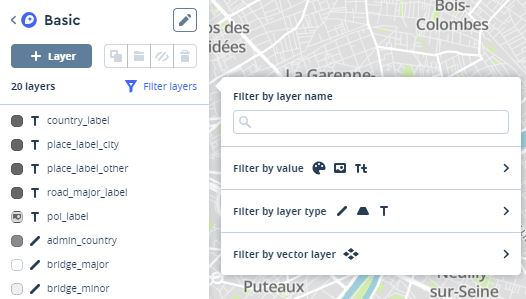 Basic
+ Layer
20 layers
Filter layers
country_label
place_label_city
place_label_other
road_major_label
poi_label
admin_country
bridge_major
bridge_minor
ps des
idées
Bois-
Colombes
La Garenne-
Filter by layer name
Filter by value
Filter by layer type
Filter by vector layer
Puteaux
Neuilly
sur-Seine